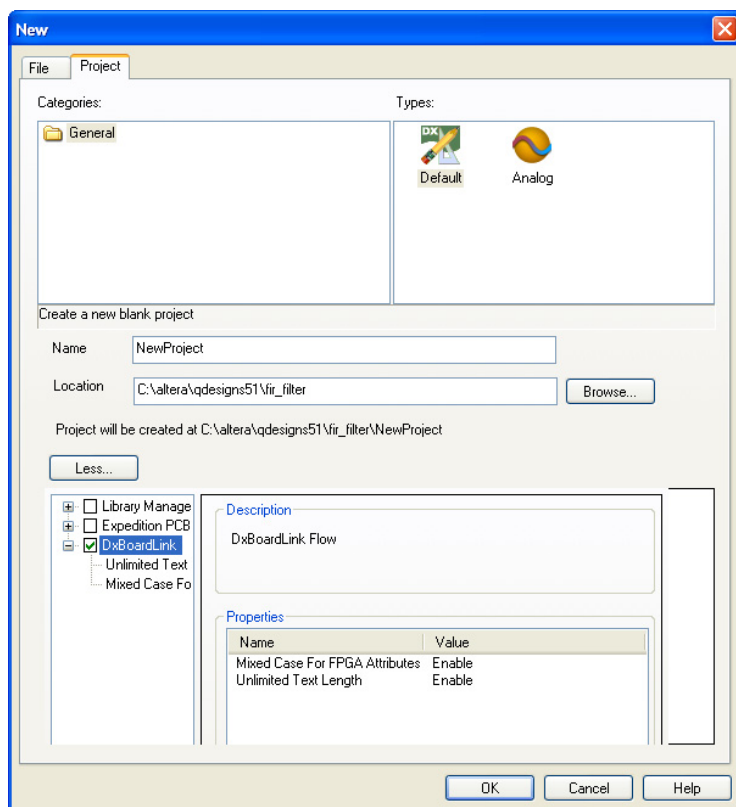 New
File Project
Categories: Types:
General
Default Analog
Create a new blank project
Name NewProject
Location C:\altera\qdesigns51\fir_filter Browse...
Project will be created at C:\altera\qdesigns51\fir_filter\NewProject
Less...
Library Manage
Expedition PCB
DxBoardLink
Unlimited Text
Mixed Case Fo
Description
DxBoardLink Flow
Properties
Name Value
Mixed Case For FPGA Attributes Enable
Unlimited Text Length Enable
OK Cancel Help